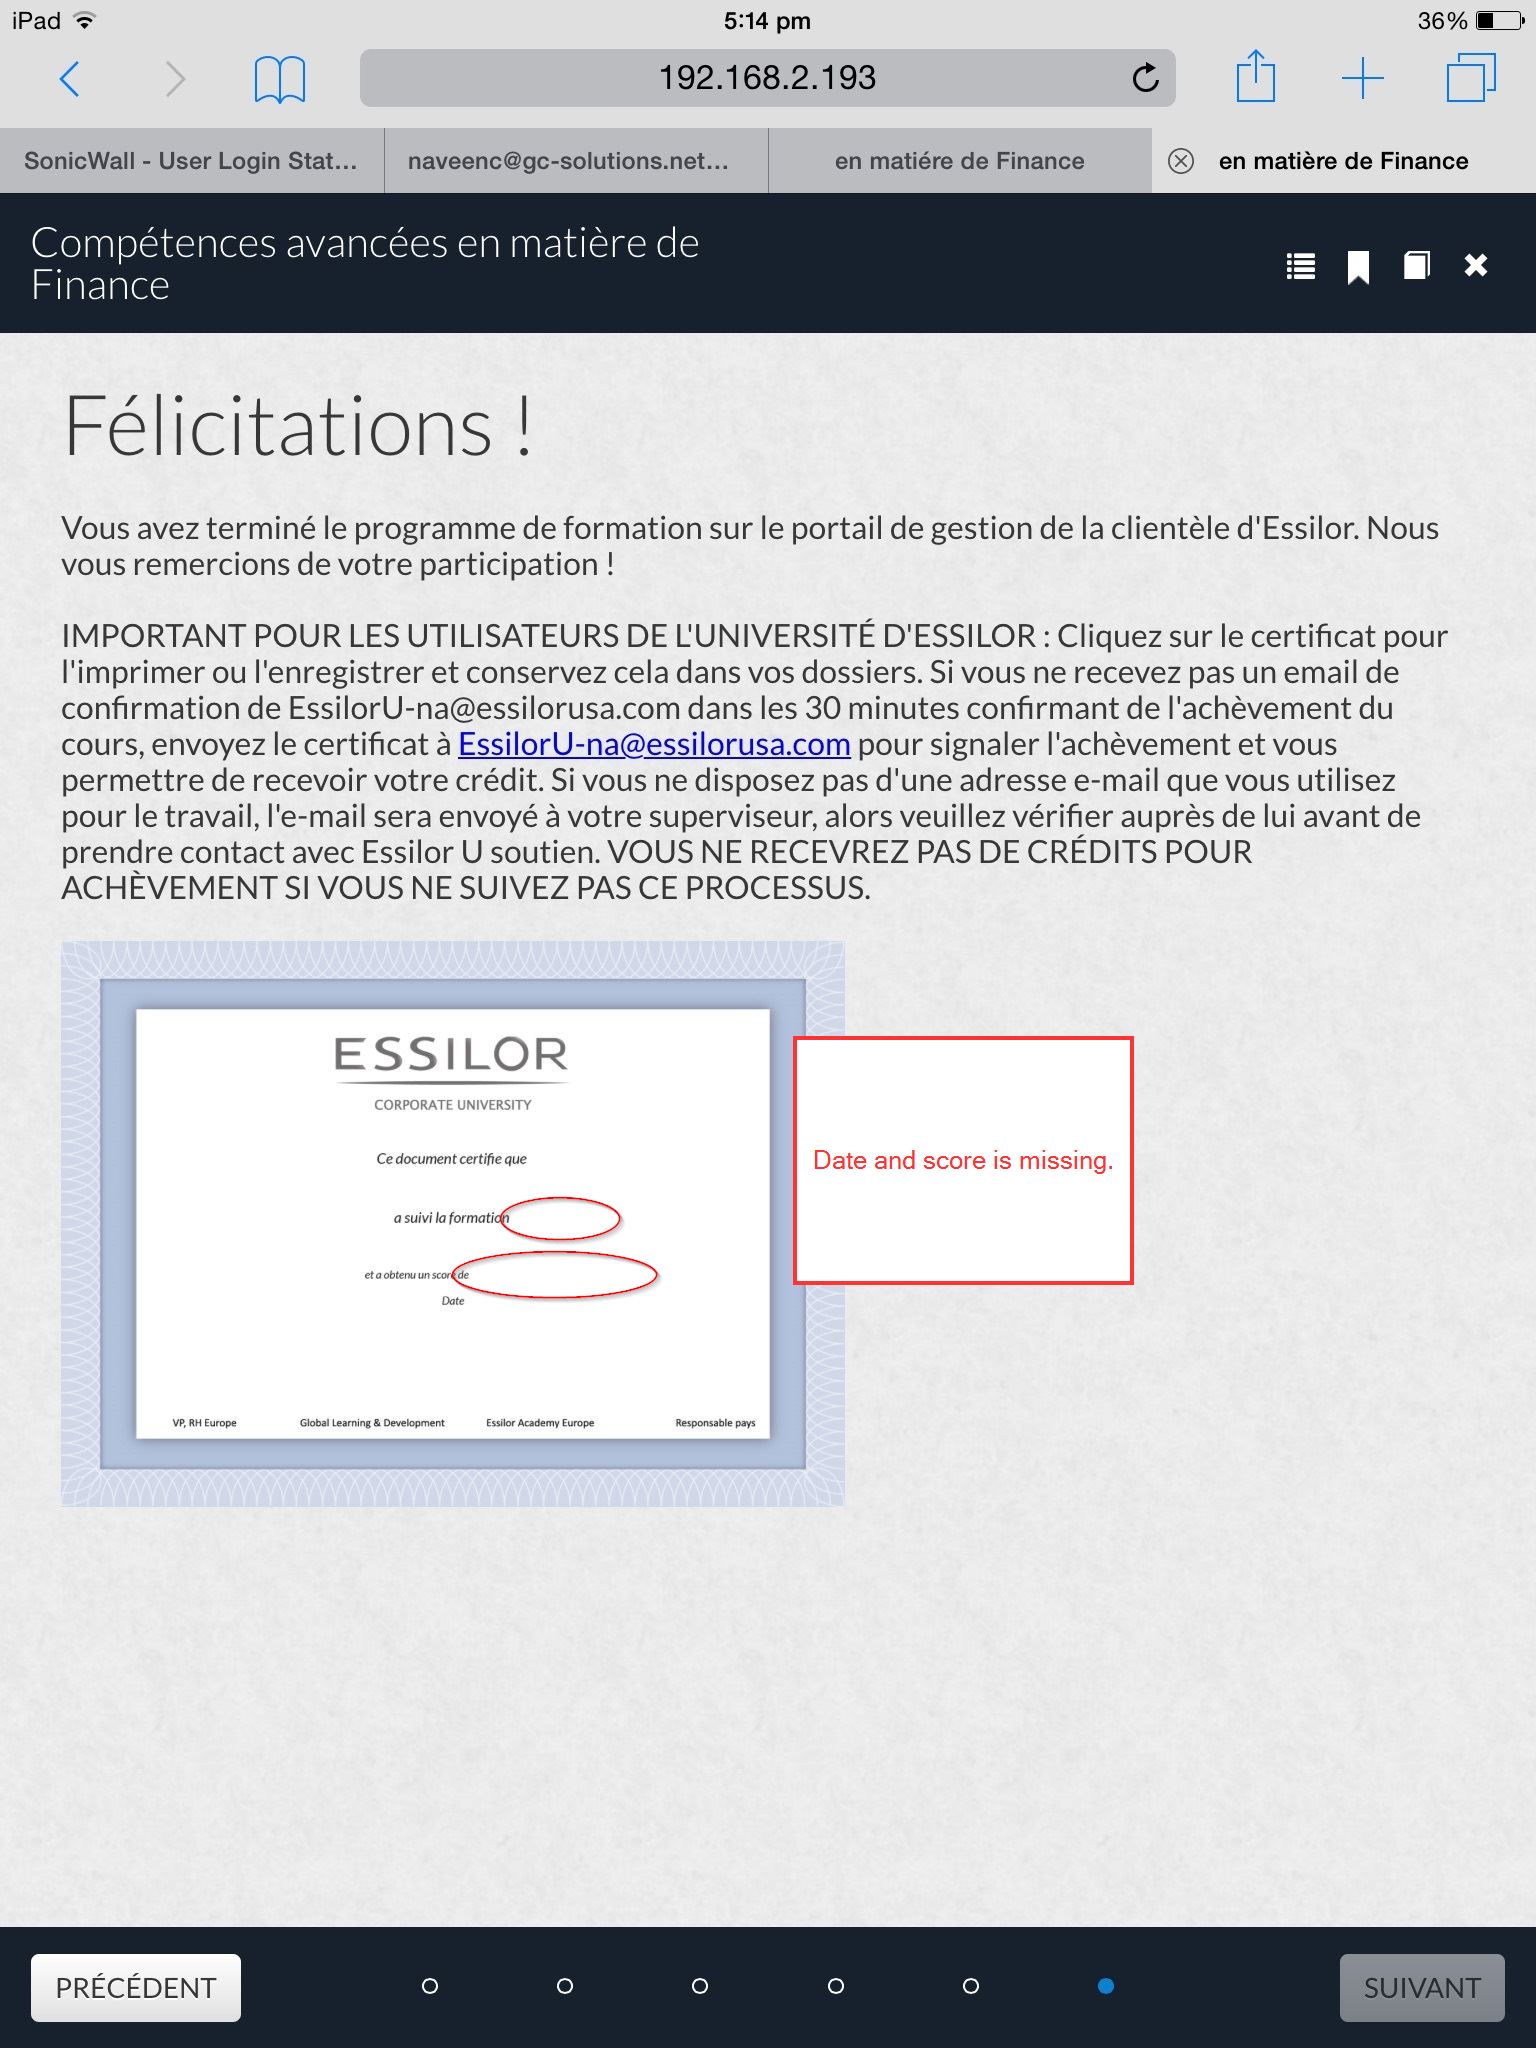 iPad 5:14 pm 36%
192.168.2.193
SonicWall - User Login Stat... naveenc@gc-solutions.net... en matiére de Finance en matière de Finance
Compétences avancées en matière de
Finance
Félicitations !
Vous avez terminé le programme de formation sur le portail de gestion de la clientèle d'Essilor. Nous
vous remercions de votre participation !
IMPORTANT POUR LES UTILISATEURS DE L'UNIVERSITÉ D'ESSILOR : Cliquez sur le certificat pour
l'imprimer ou l'enregistrer et conservez cela dans vos dossiers. Si vous ne recevez pas un email de
confirmation de EssilorU-na@essilorusa.com dans les 30 minutes confirmant de l'achèvement du
cours, envoyez le certificat à EssilorU-na@essilorusa.com pour signaler l'achèvement et vous
permettre de recevoir votre crédit. Si vous ne disposez pas d'une adresse e-mail que vous utilisez
pour le travail, l'e-mail sera envoyé à votre superviseur, alors veuillez vérifier auprès de lui avant de
prendre contact avec Essilor U soutien. VOUS NE RECEVREZ PAS DE CRÉDITS POUR
ACHÈVEMENT SI VOUS NE SUIVEZ PAS CE PROCESSUS.
ESSILOR
CORPORATE UNIVERSITY
Ce document certifie que
a suivi la formation
et a obtenu un score de
Date
VP, RH Europe Global Learning & Development Essilor Academy Europe Responsable pays
Date and score is missing.
PRÉCÉDENT SUIVANT